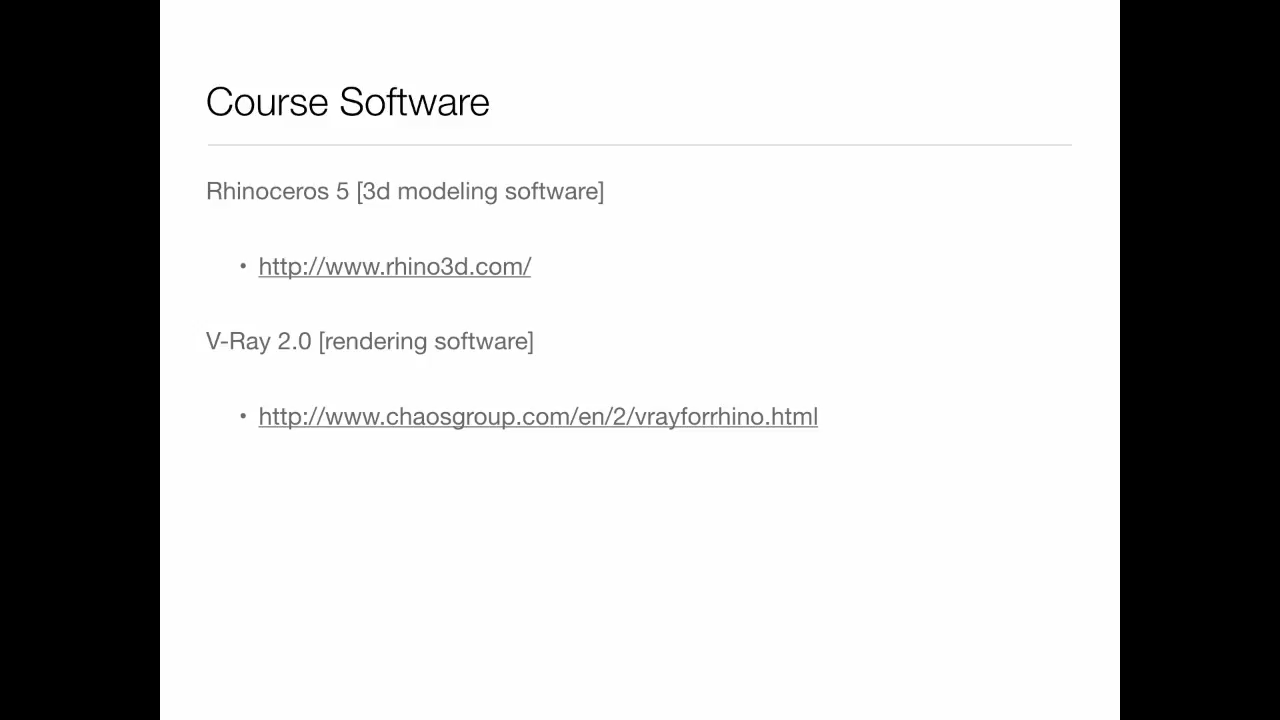 Course Software
Rhinoceros 5 [3d modeling software]
• http://www.rhino3d.com/
V-Ray 2.0 [rendering software]
• http://www.chaosgroup.com/en/2/vrayforrhino.html